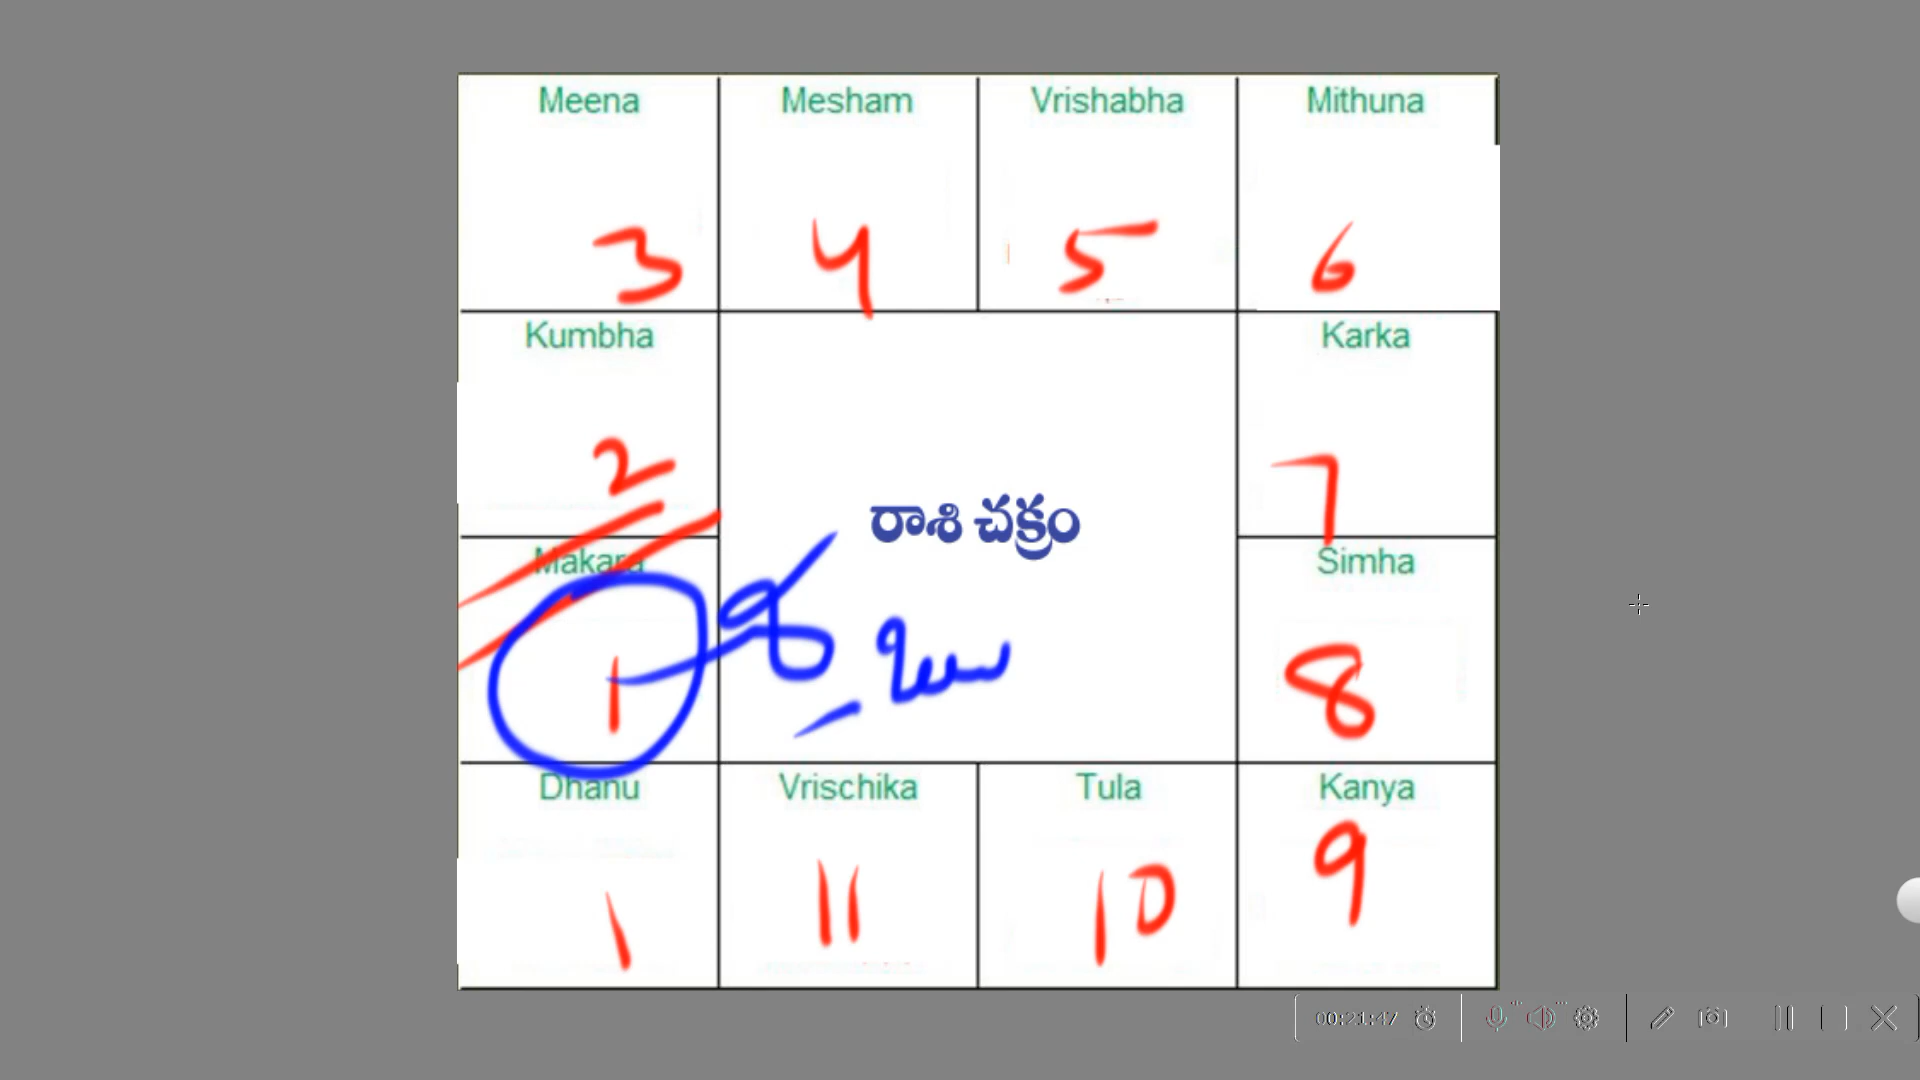 Meena Mesham Vrishabha Mithuna
3 4 5 6
Kumbha Karka
2 7
రాశి చక్రం
Makara Simha
1 8
Dhanu Vrischika Tula Kanya
1 11 10 9
00:21:47